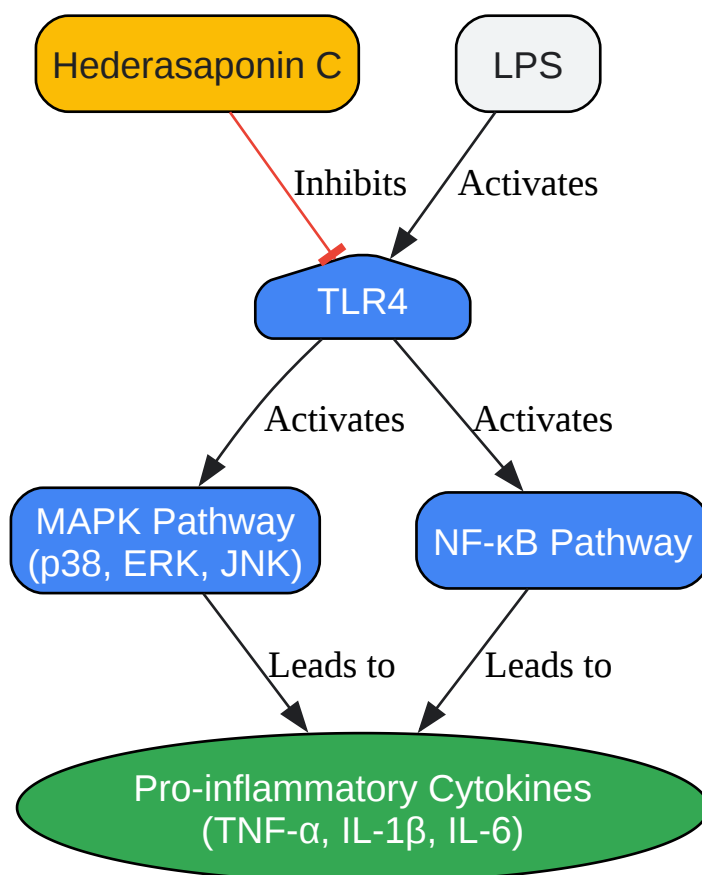 Hederasaponin C
LPS
Inhibits
Activates
TLR4
Activates
Activates
MAPK Pathway
(p38, ERK, JNK)
NF-κB Pathway
Leads to
Leads to
Pro-inflammatory Cytokines
(TNF-α, IL-1β, IL-6)